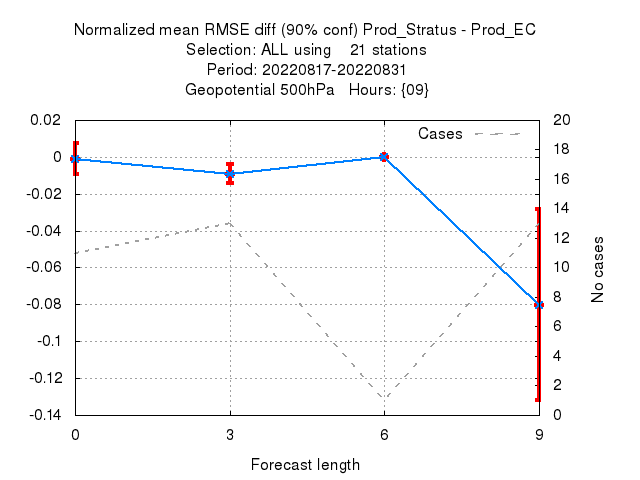 Normalized mean RMSE diff (90% conf) Prod_Stratus - Prod_EC
Selection: ALL using    21 stations
Period: 20220817-20220831
Geopotential 500hPa   Hours: {09}
0.02
0
-0.02
-0.04
-0.06
-0.08
-0.1
-0.12
-0.14
Cases
20
18
16
14
12
10
8
6
4
2
0
No cases
0 3 6 9
Forecast length